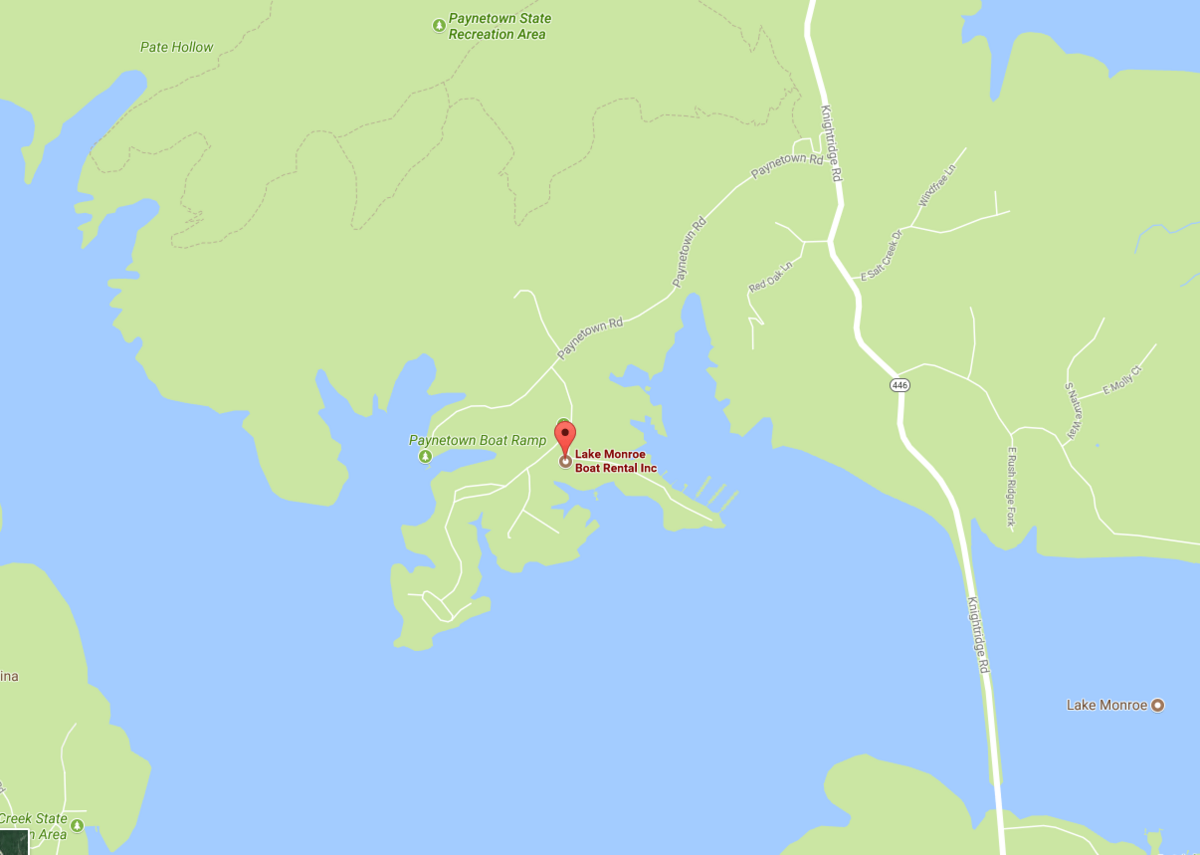 Paynetown State
Recreation Area
Pate Hollow
Knightridge Rd
Paynetown Rd
Windfree Ln
Paynetown Rd
E Salt Creek Dr
Red Oak Ln
Paynetown Rd
446
E Molly Ct
S Nature Way
Paynetown Boat Ramp
Lake Monroe
Boat Rental Inc
E Rush Ridge Fork
Knightridge Rd
ina
Lake Monroe
Creek State
n Area